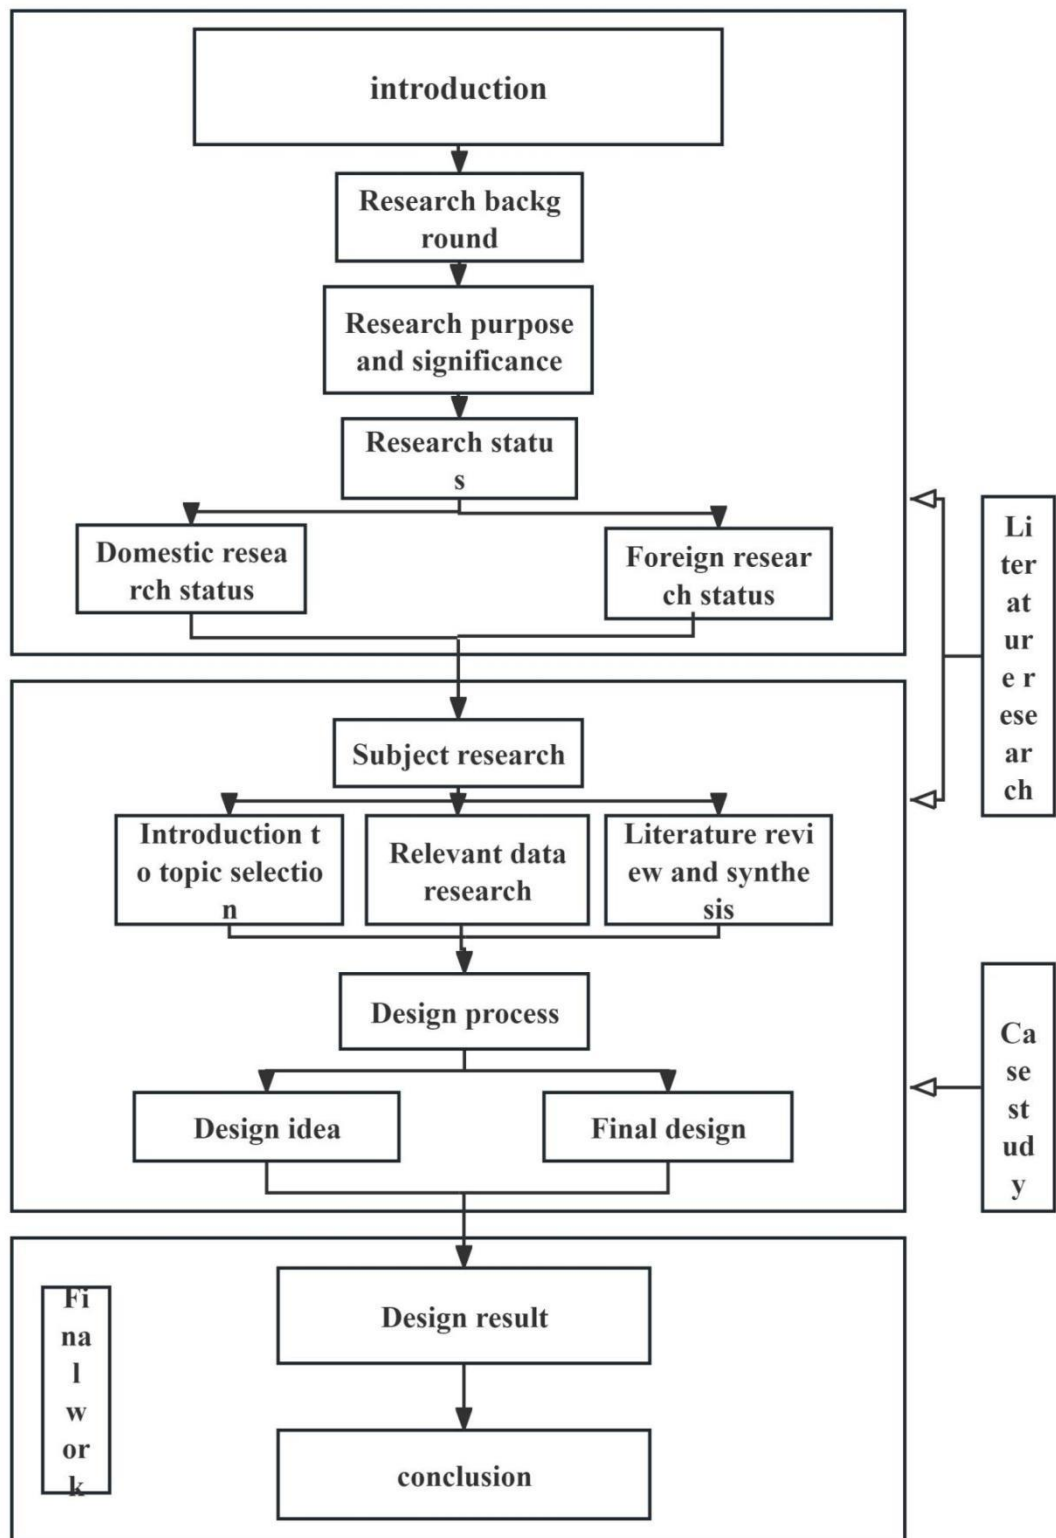 introduction
Research backg
round
Research purpose
and significance
Research statu
s
Domestic resea
rch status
Foreign resear
ch status
Li
ter
at
ur
e r
ese
ar
ch
Subject research
Introduction t
o topic selectio
n
Relevant data
research
Literature revi
ew and synthe
sis
Design process
Design idea
Final design
Ca
se
st
ud
y
Fi
na
l
w
or
k
Design result
conclusion